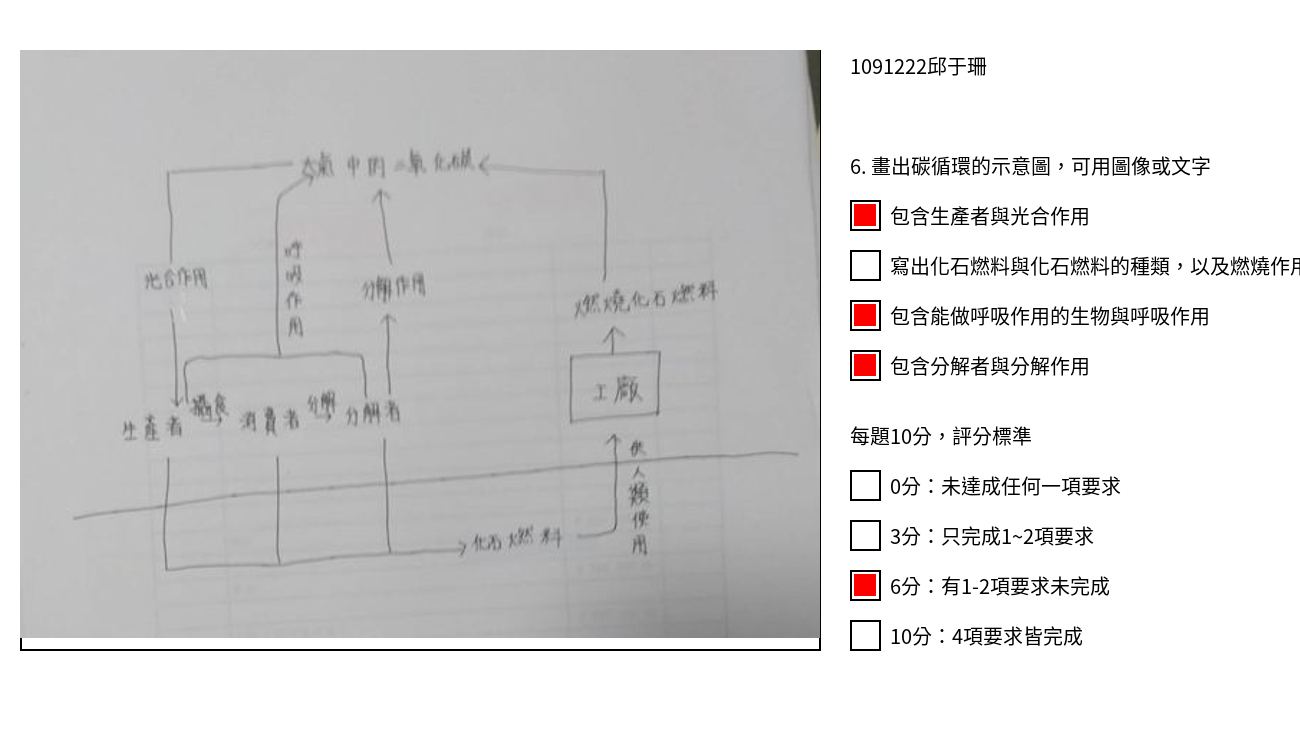 1091222邱于珊
6. 畫出碳循環的示意圖，可用圖像或文字
包含生產者與光合作用
寫出化石燃料與化石燃料的種類，以及燃燒作用
包含能做呼吸作用的生物與呼吸作用
包含分解者與分解作用
每題10分，評分標準
0分：未達成任何一項要求
3分：只完成1~2項要求
6分：有1-2項要求未完成
10分：4項要求皆完成
大氣中的二氧化碳
光合作用
呼吸作用
分解作用
燃燒化石燃料
工廠
生產者
攝食
消費者
分解
分解者
供人類使用
化石燃料